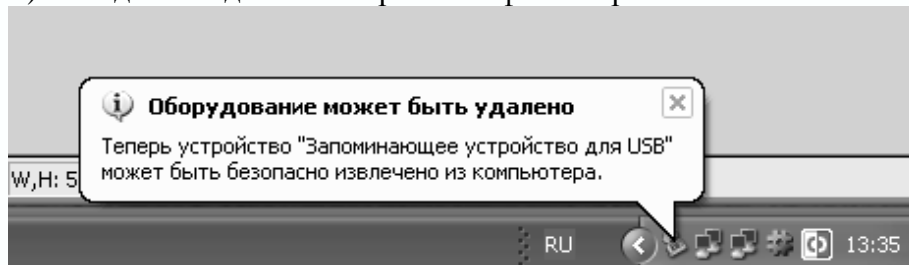 Оборудование может быть удалено
Теперь устройство "Запоминающее устройство для USB"
может быть безопасно извлечено из компьютера.
W,H: 5
RU 13:35